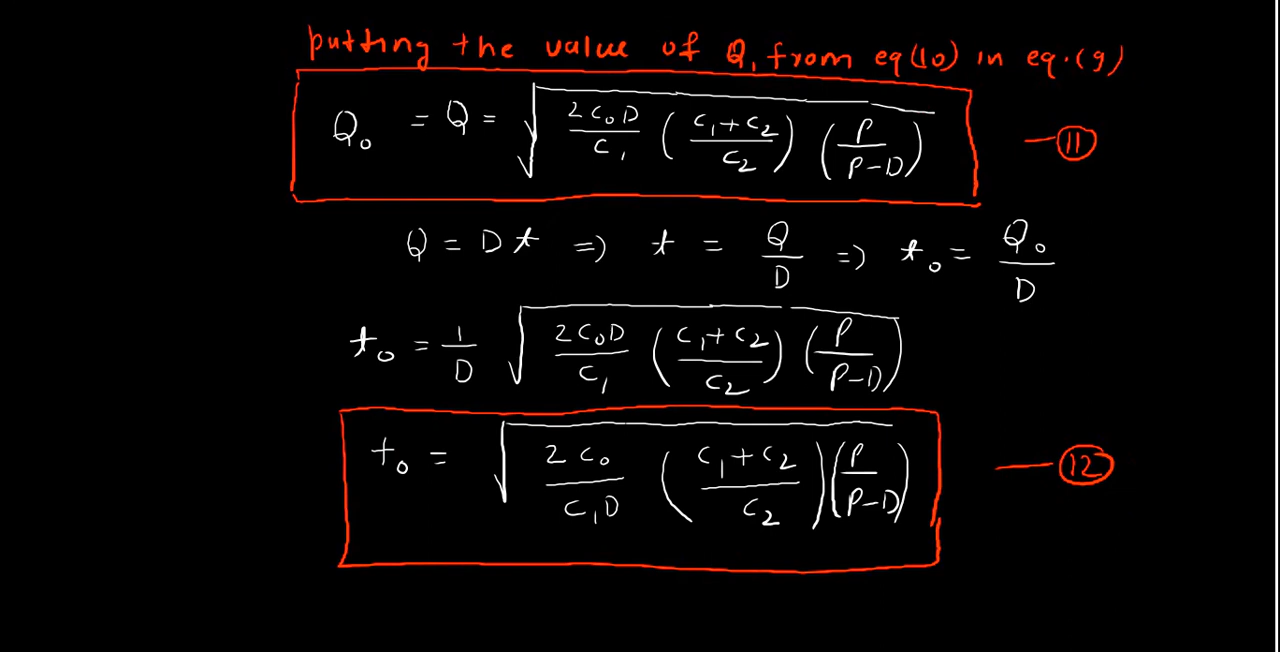 putting the value of Q₁ from eq(10) in eq.(9)
Q₀ = Q = √( 2C₀D/C₁ ( (C₁+C₂)/C₂ ) ( P/(P-D) ) ) — ⑪
Q = Dt ⇒ t = Q/D ⇒ t₀ = Q₀/D
t₀ = 1/D √( 2C₀D/C₁ ( (C₁+C₂)/C₂ ) ( P/(P-D) ) )
t₀ = √( 2C₀/C₁D ( (C₁+C₂)/C₂ ) ( P/(P-D) ) ) — ⑫